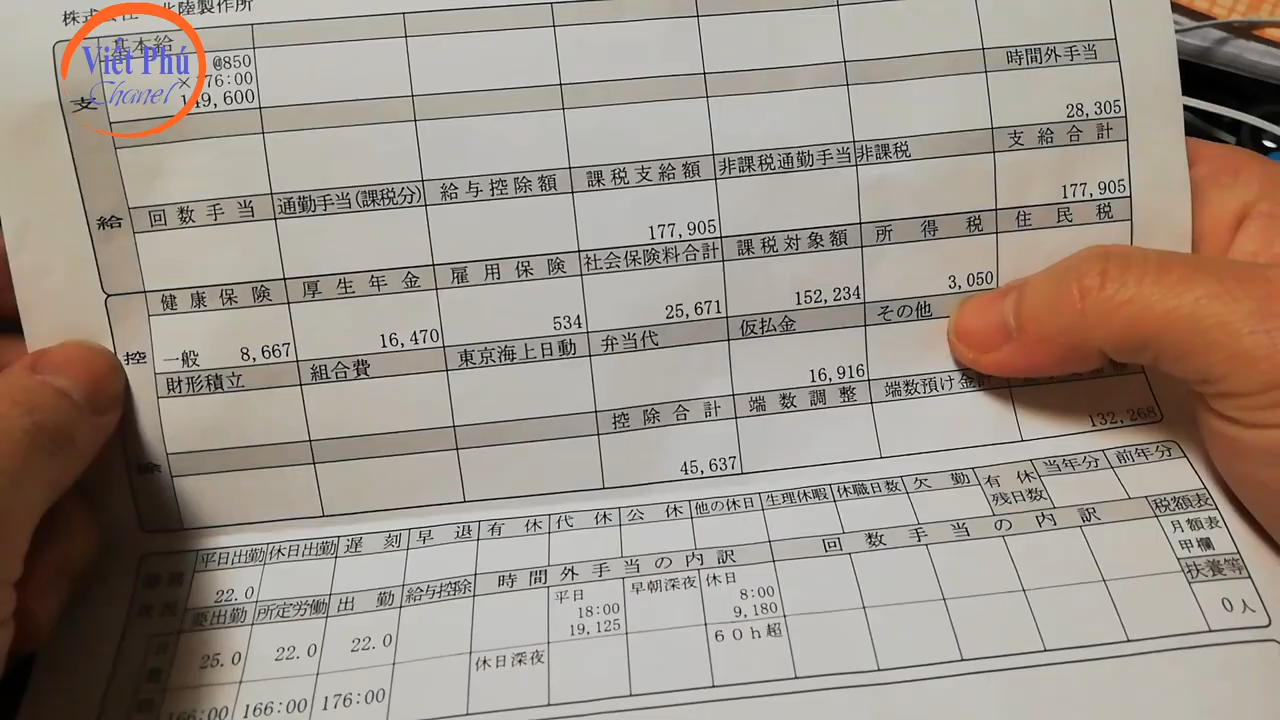 株式会社 北陸製作所
基本給
Việt Phú
Chanel
@850
×176:00
149,600
時間外手当
28,305
支
給
回数手当 通勤手当(課税分) 給与控除額 課税支給額 非課税通勤手当 非課税 支給合計
177,905 177,905
健康保険 厚生年金 雇用保険 社会保険料合計 課税対象額 所得税 住民税
一般 8,667 16,470 534 25,671 152,234 3,050
控
財形積立 組合費 東京海上日動 弁当代 仮払金 その他
16,916
控除合計 端数調整 端数預け金計
45,637 132,268
除
平日出勤 休日出勤 遅刻 早退 有休 代休 公休 他の休日 生理休暇 休職日数 欠勤 有休残日数 当年分 前年分
22.0
要出勤 所定労働 出勤 給与控除 時間外手当の内訳 回数手当の内訳 税額表
月額表
甲欄
25.0 22.0 22.0 平日 早朝深夜 休日 扶養等
18:00 8:00
19,125 9,180 0人
休日深夜 60h超
166:00 166:00 176:00